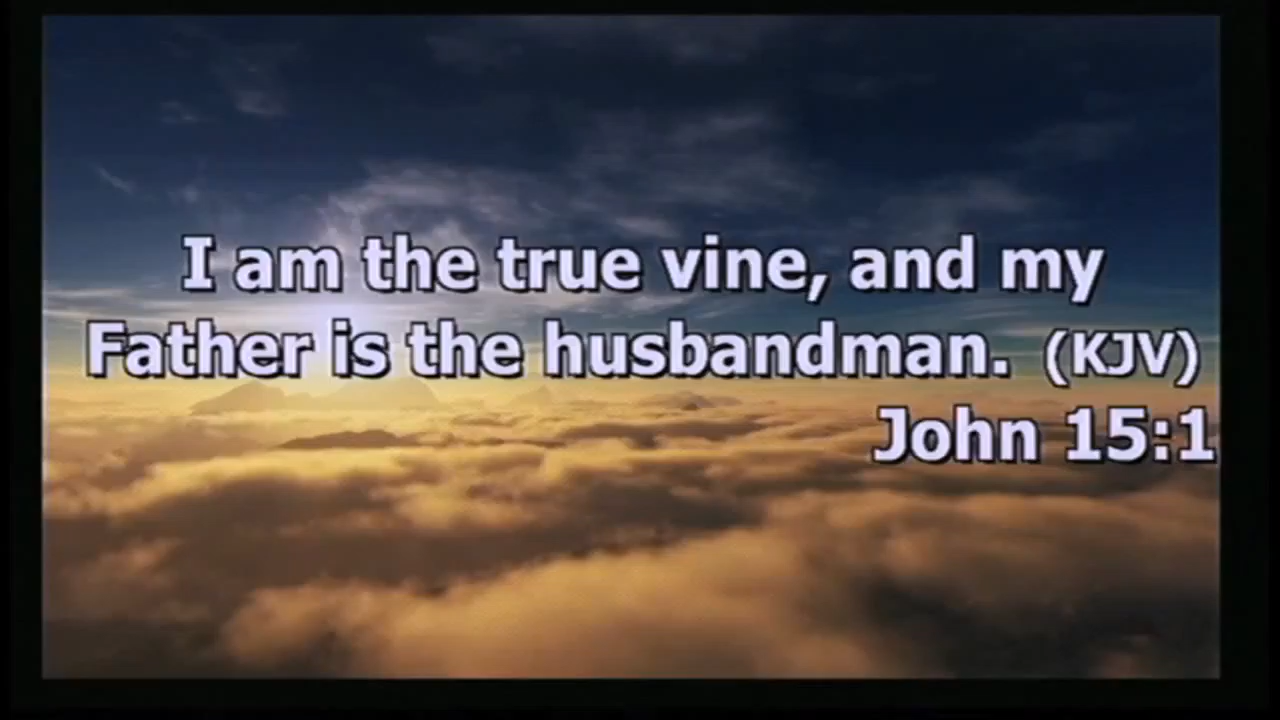 I am the true vine, and my
Father is the husbandman. (KJV)
John 15:1